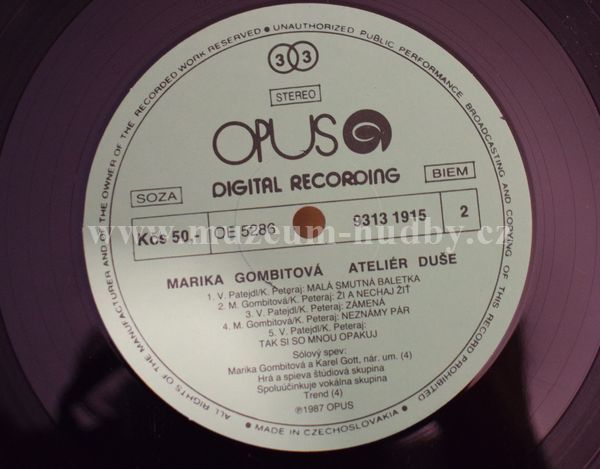 ALL RIGHTS OF THE MANUFACTURER AND OF THE OWNER OF THE RECORDED WORK RESERVED • UNAUTHORIZED PUBLIC PERFORMANCE, BROADCASTING AND COPYING OF THIS RECORD PROHIBITED
33
STEREO
OPUS
DIGITAL RECORDING
SOZA
BIEM
Kčs 50,-
OE 5286
9313 1915
2
www.muzeum-hudby.cz
MARIKA GOMBITOVÁ ATELIÉR DUŠE
1. V. Patejdl/K. Peteraj: MALÁ SMUTNÁ BALETKA
2. M. Gombitová/K. Peteraj: ŽI A NECHAJ ŽIŤ
3. V. Patejdl/K. Peteraj: ZÁMENA
4. M. Gombitová/K. Peteraj: NEZNÁMY PÁR
5. V. Patejdl/K. Peteraj:
TAK SI SO MNOU OPAKUJ
Sólový spev:
Marika Gombitová a Karel Gott, nár. um. (4)
Hrá a spieva štúdiová skupina
Spoluúčinkuje vokálna skupina
Trend (4)
℗1987 OPUS
• MADE IN CZECHOSLOVAKIA •